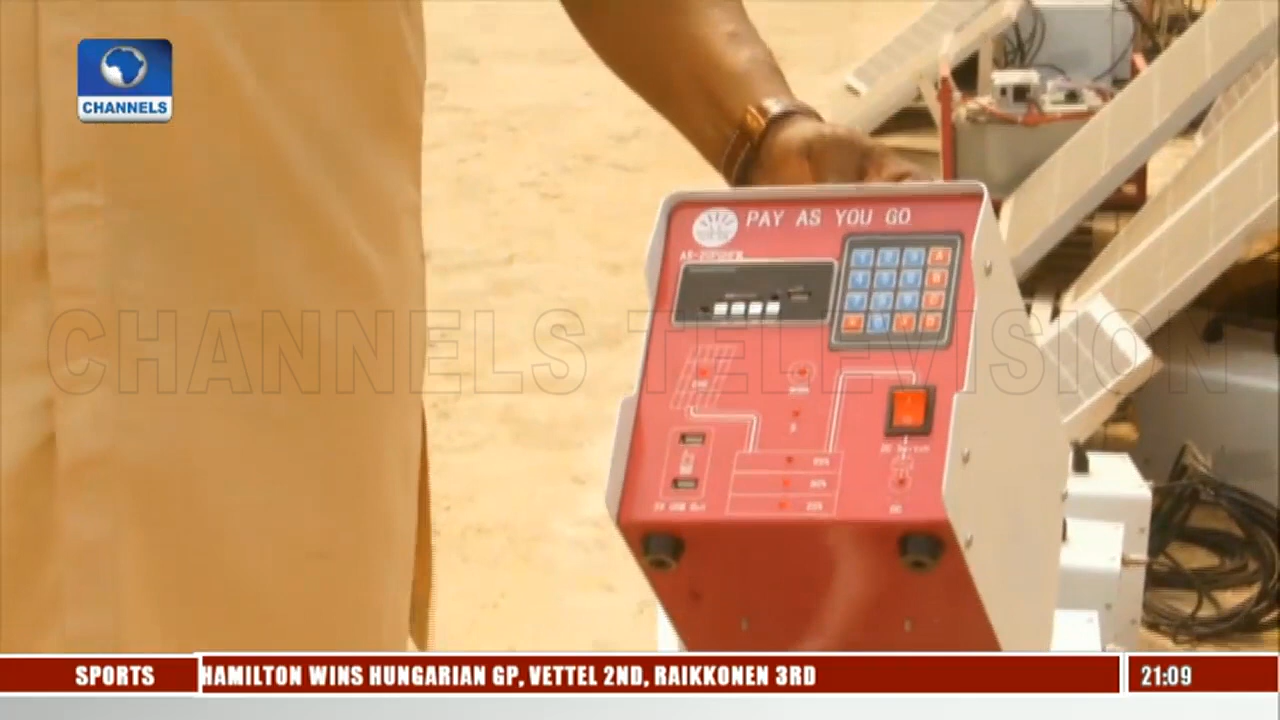 CHANNELS
PAY AS YOU GO
CHANNELS TELEVISION
SPORTS
HAMILTON WINS HUNGARIAN GP, VETTEL 2ND, RAIKKONEN 3RD
21:09